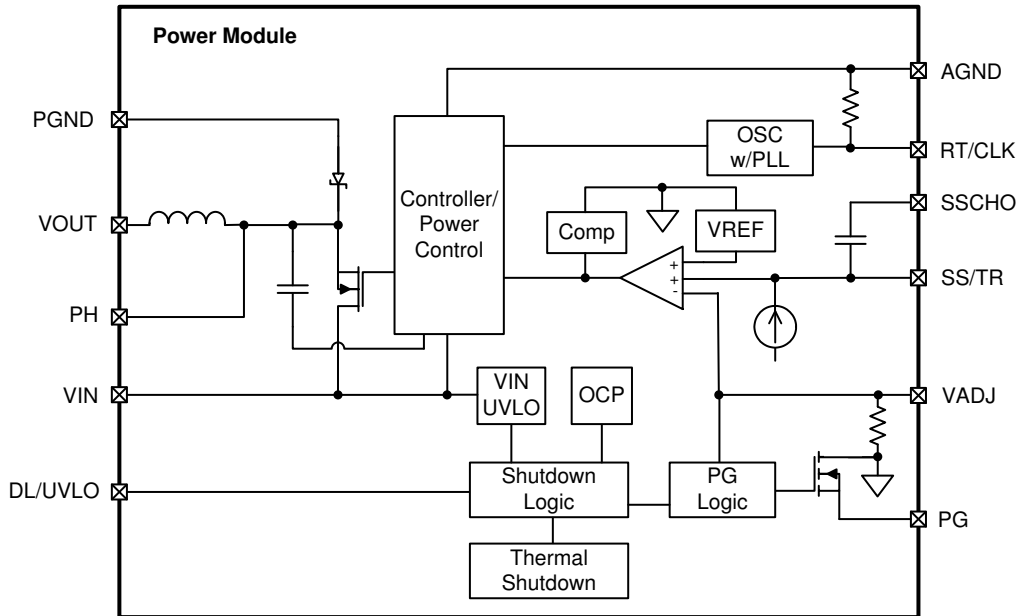 Power Module
AGND
PGND
OSC
w/PLL
RT/CLK
Controller/
Power
Control
SSCHO
VOUT
Comp
VREF
+
+
-
SS/TR
PH
VIN
VIN
UVLO
OCP
VADJ
DL/UVLO
Shutdown
Logic
PG
Logic
PG
Thermal
Shutdown